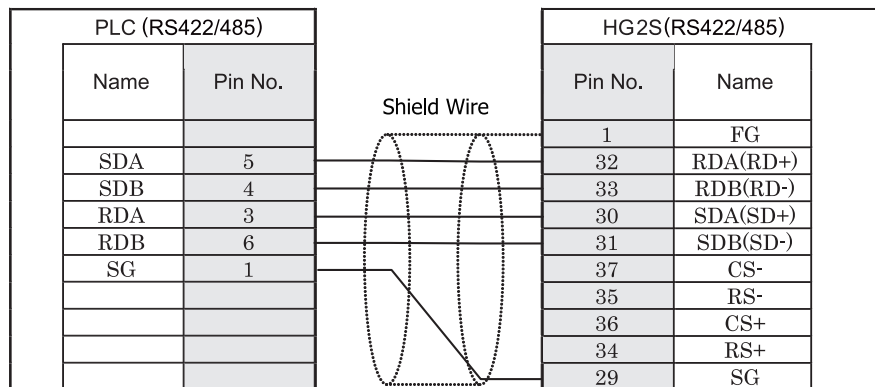 PLC (RS422/485) HG2S(RS422/485)
Name Pin No. Pin No. Name
Shield Wire
1 FG
SDA 5 32 RDA(RD+)
SDB 4 33 RDB(RD-)
RDA 3 30 SDA(SD+)
RDB 6 31 SDB(SD-)
SG 1 37 CS-
35 RS-
36 CS+
34 RS+
29 SG